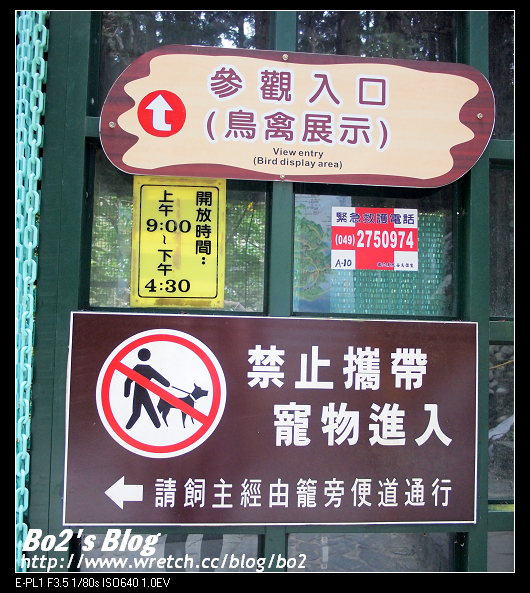 參觀入口
(鳥禽展示)
View entry
(Bird display area)
開放時間：
上午
9:00
～下午
4:30
緊急救護電話
(049) 2750974
A-10
禁止攜帶
寵物進入
請飼主經由籠旁便道通行
Bo2's Blog
http://www.wretch.cc/blog/bo2
E-PL1 F3.5 1/80s ISO640 1.0EV